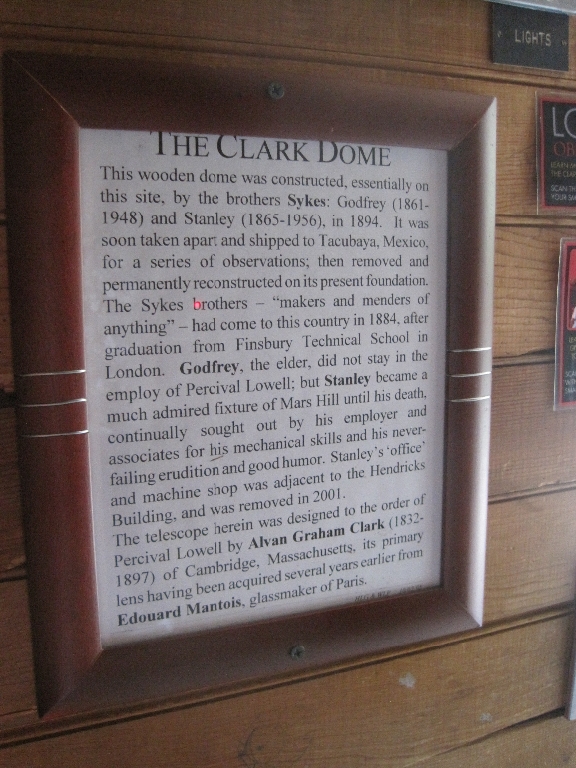 LIGHTS
THE CLARK DOME
This wooden dome was constructed, essentially on
this site, by the brothers Sykes: Godfrey (1861-
1948) and Stanley (1865-1956), in 1894. It was
soon taken apart and shipped to Tacubaya, Mexico,
for a series of observations; then removed and
permanently reconstructed on its present foundation.
The Sykes brothers – “makers and menders of
anything” – had come to this country in 1884, after
graduation from Finsbury Technical School in
London. Godfrey, the elder, did not stay in the
employ of Percival Lowell; but Stanley became a
much admired fixture of Mars Hill until his death,
continually sought out by his employer and
associates for his mechanical skills and his never-
failing erudition and good humor. Stanley's 'office'
and machine shop was adjacent to the Hendricks
Building, and was removed in 2001.
The telescope herein was designed to the order of
Percival Lowell by Alvan Graham Clark (1832-
1897) of Cambridge, Massachusetts, its primary
lens having been acquired several years earlier from
Edouard Mantois, glassmaker of Paris.
LO
OB